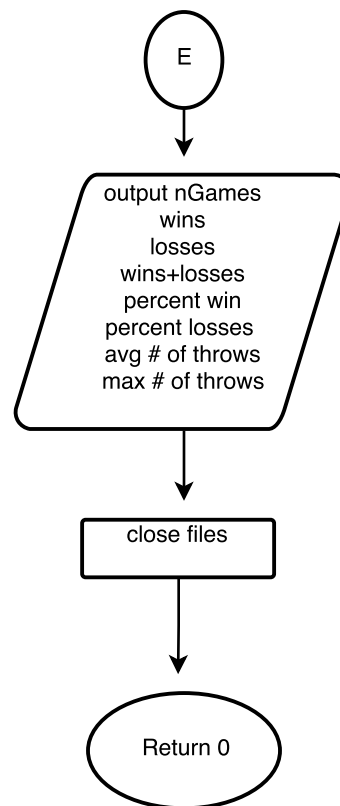 E
output nGames
wins
losses
wins+losses
percent win
percent losses
avg # of throws
max # of throws
close files
Return 0